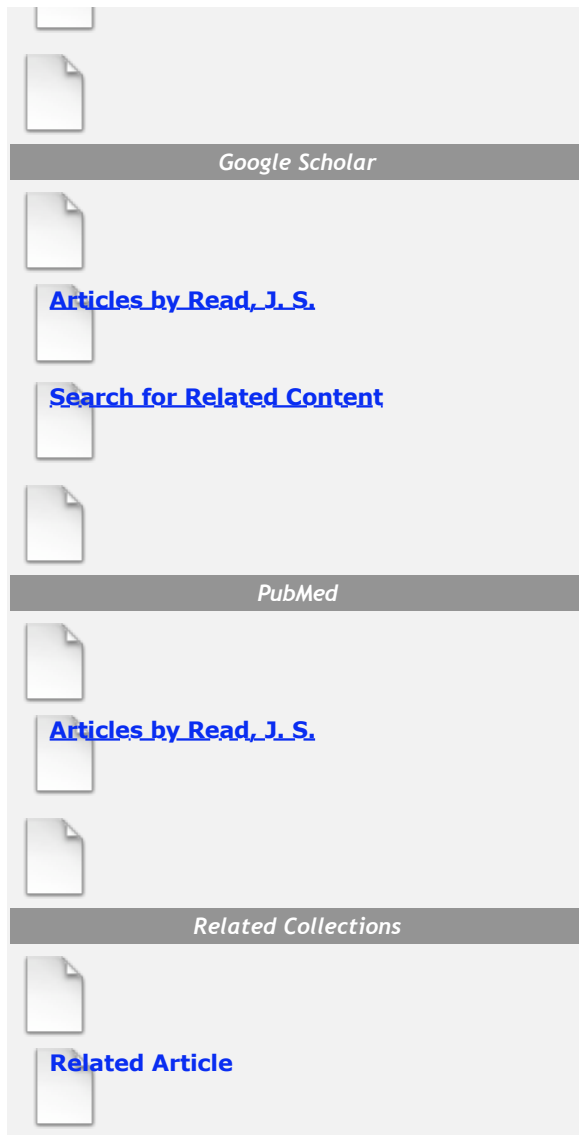 Google Scholar
Articles by Read, J. S.
Search for Related Content
PubMed
Articles by Read, J. S.
Related Collections
Related Article